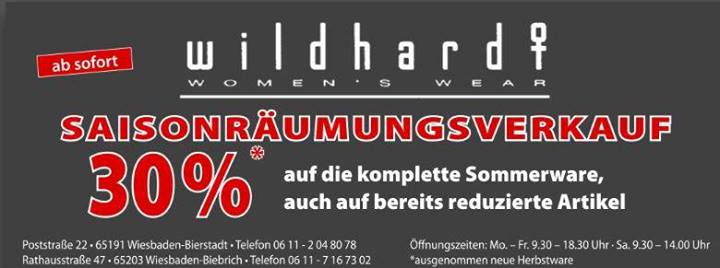 ab sofort
wildhardt
WOMEN'S WEAR
SAISONRÄUMUNGSVERKAUF
30%* auf die komplette Sommerware,
auch auf bereits reduzierte Artikel
Poststraße 22 • 65191 Wiesbaden-Bierstadt • Telefon 06 11 - 2 04 80 78
Rathausstraße 47 • 65203 Wiesbaden-Biebrich • Telefon 06 11 - 7 16 73 02
Öffnungszeiten: Mo. – Fr. 9.30 – 18.30 Uhr · Sa. 9.30 – 14.00 Uhr
*ausgenommen neue Herbstware